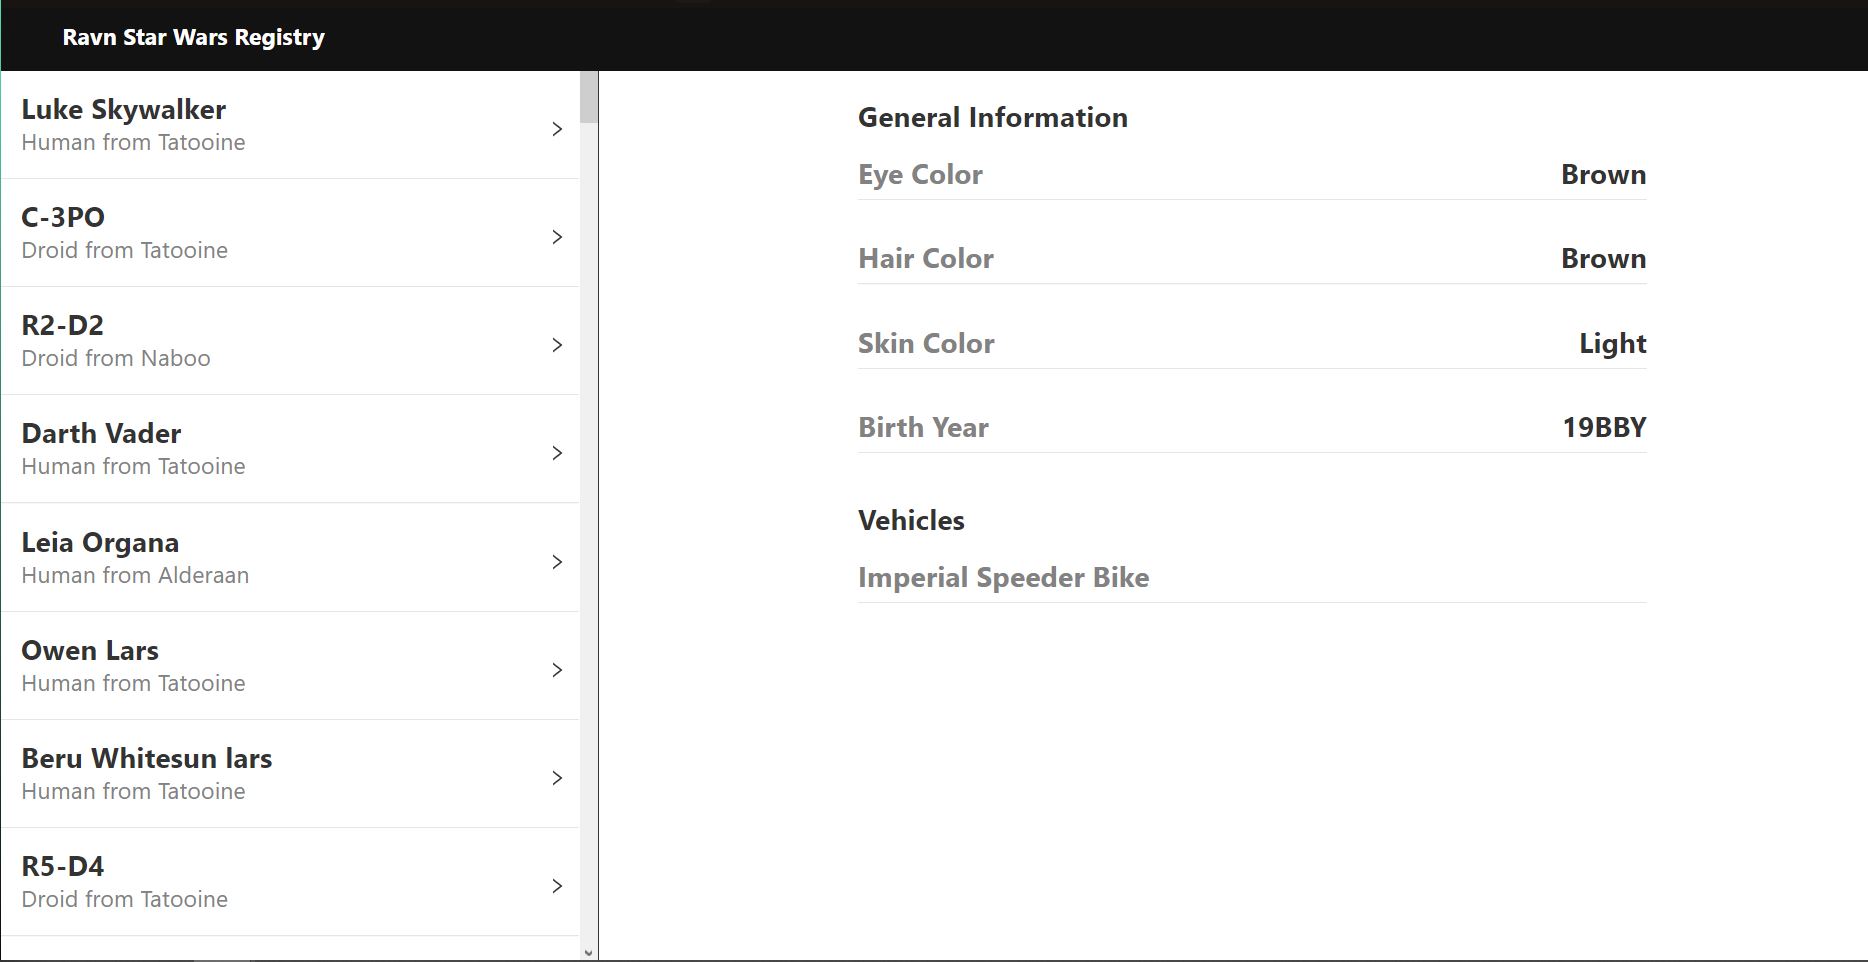 Ravn Star Wars Registry
Luke Skywalker
Human from Tatooine
C-3PO
Droid from Tatooine
R2-D2
Droid from Naboo
Darth Vader
Human from Tatooine
Leia Organa
Human from Alderaan
Owen Lars
Human from Tatooine
Beru Whitesun lars
Human from Tatooine
R5-D4
Droid from Tatooine
General Information
Eye Color Brown
Hair Color Brown
Skin Color Light
Birth Year 19BBY
Vehicles
Imperial Speeder Bike